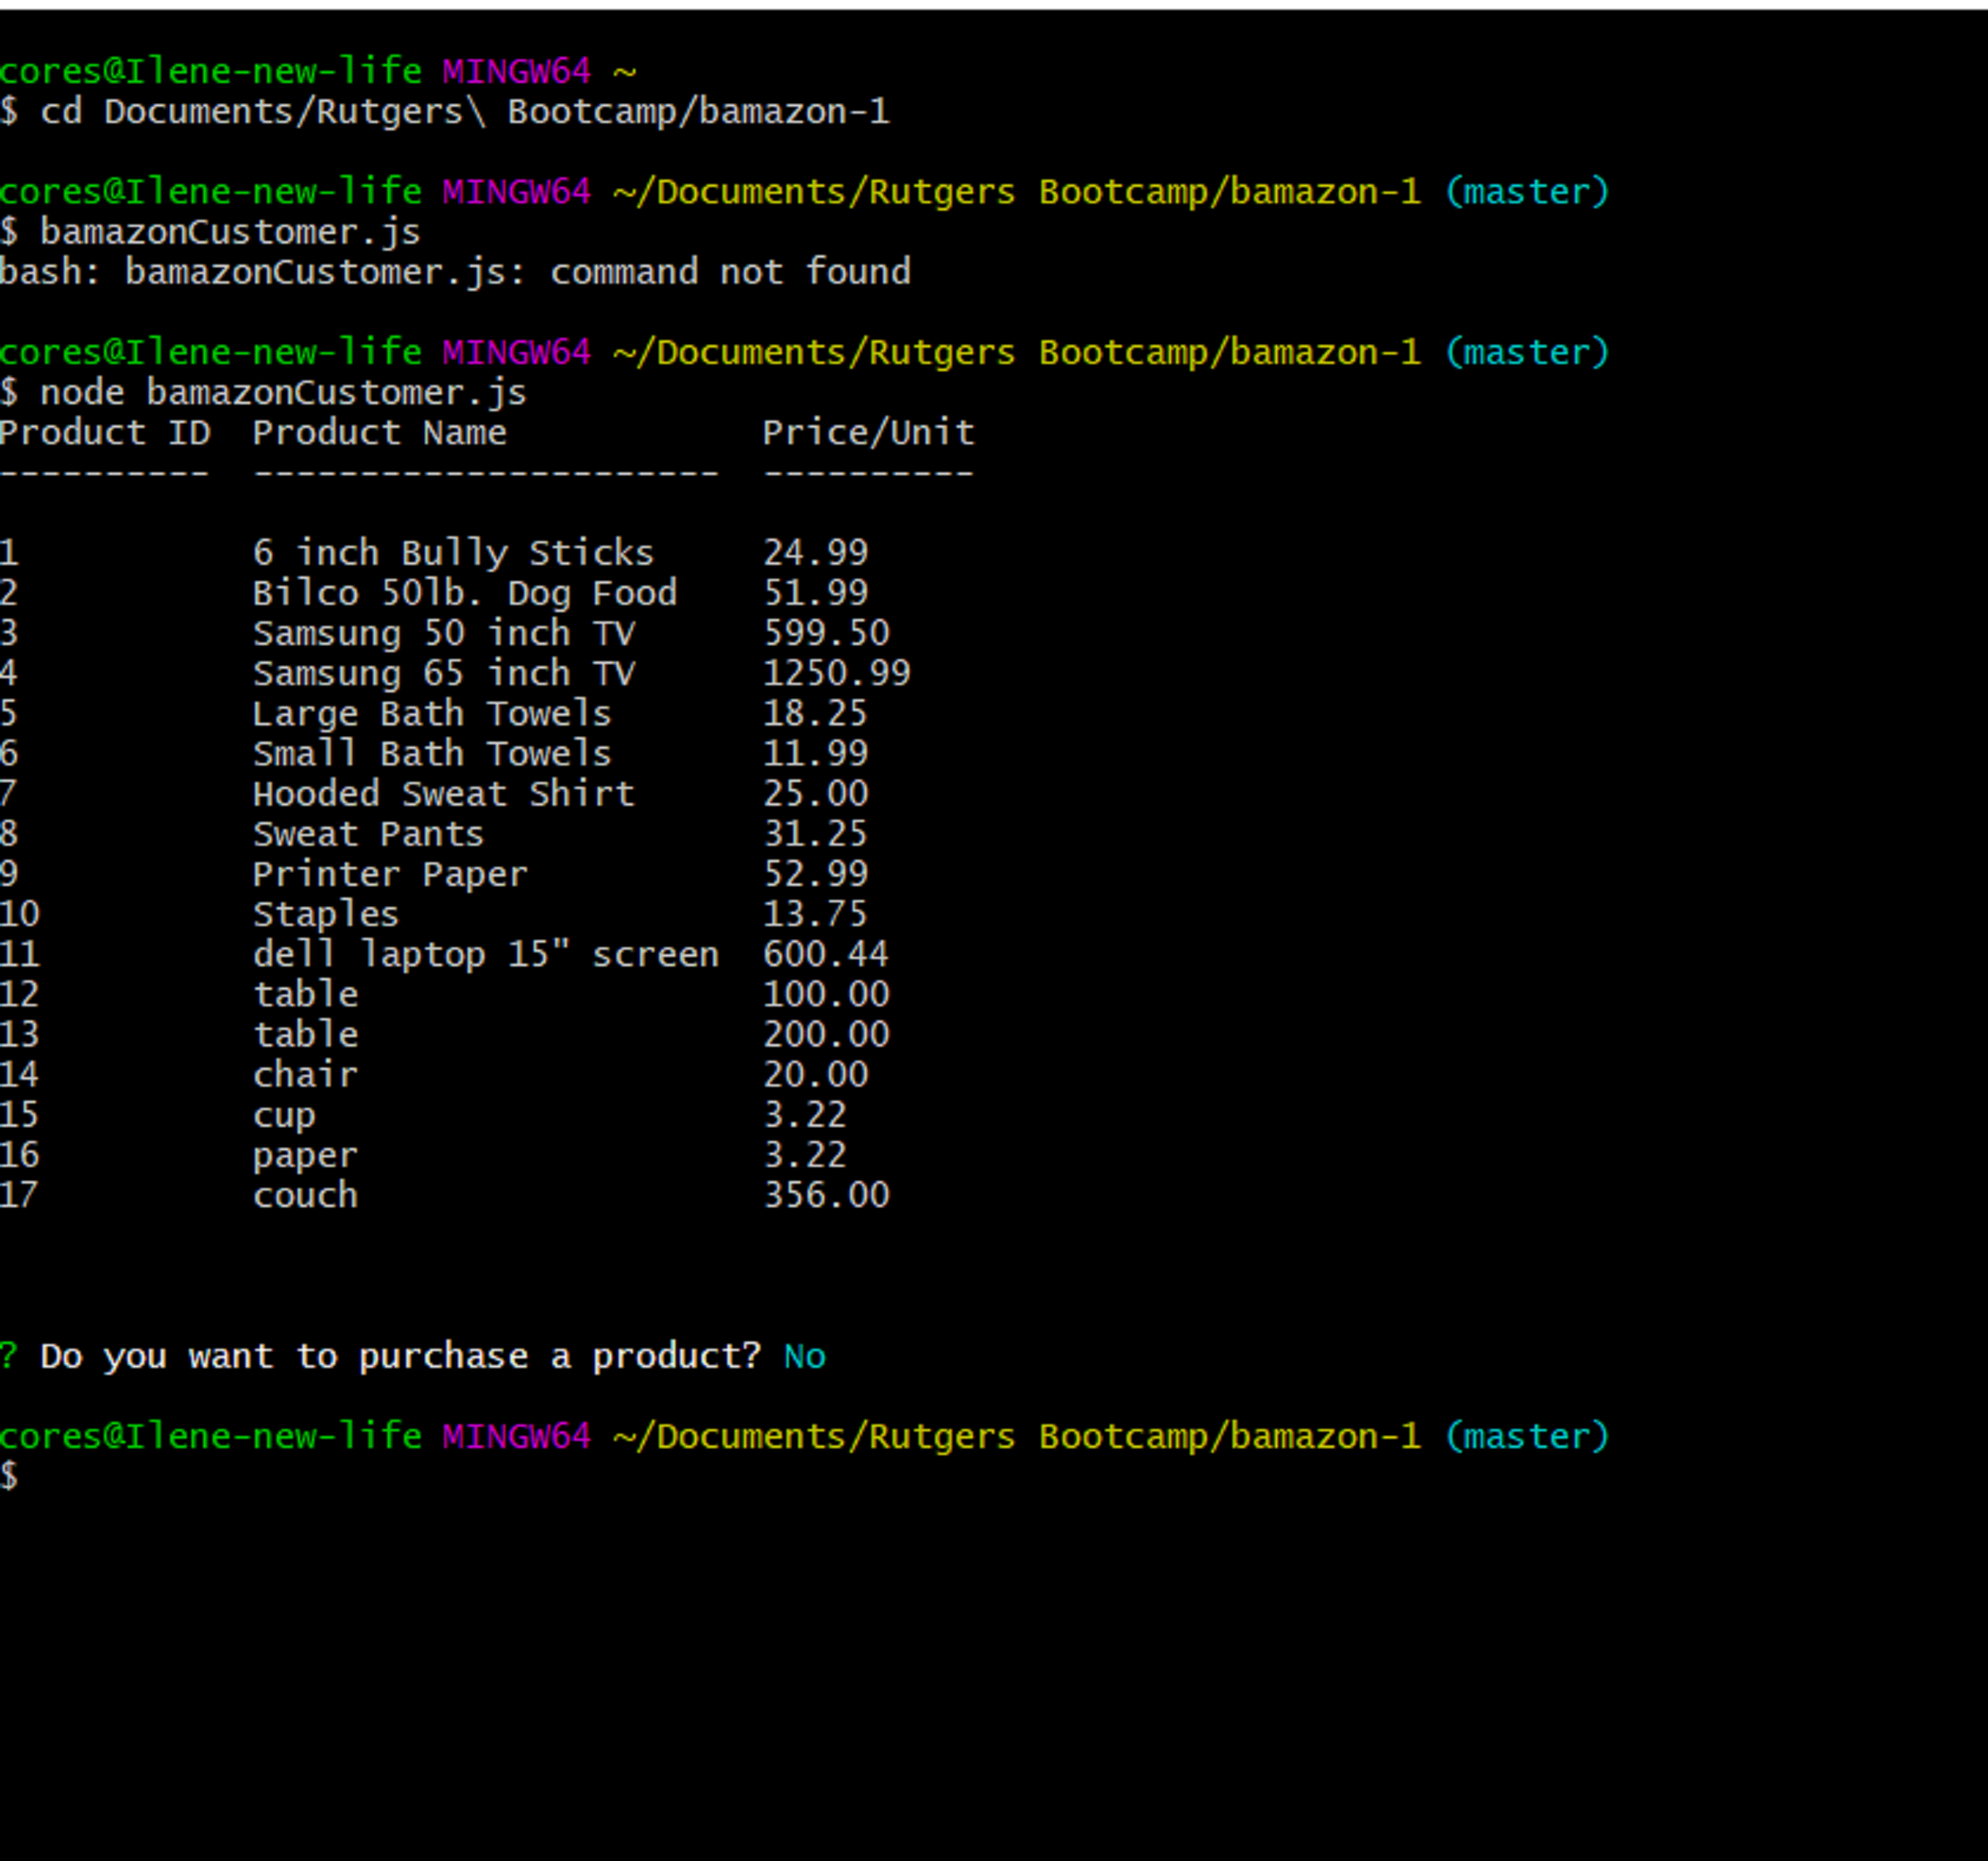 cores@Ilene-new-life MINGW64 ~
$ cd Documents/Rutgers\ Bootcamp/bamazon-1
cores@Ilene-new-life MINGW64 ~/Documents/Rutgers Bootcamp/bamazon-1 (master)
$ bamazonCustomer.js
bash: bamazonCustomer.js: command not found
cores@Ilene-new-life MINGW64 ~/Documents/Rutgers Bootcamp/bamazon-1 (master)
$ node bamazonCustomer.js
Product ID  Product Name            Price/Unit
----------  ----------------------  ----------
1           6 inch Bully Sticks     24.99
2           Bilco 50lb. Dog Food    51.99
3           Samsung 50 inch TV      599.50
4           Samsung 65 inch TV      1250.99
5           Large Bath Towels       18.25
6           Small Bath Towels       11.99
7           Hooded Sweat Shirt      25.00
8           Sweat Pants             31.25
9           Printer Paper           52.99
10          Staples                 13.75
11          dell laptop 15" screen  600.44
12          table                   100.00
13          table                   200.00
14          chair                   20.00
15          cup                     3.22
16          paper                   3.22
17          couch                   356.00
? Do you want to purchase a product? No
cores@Ilene-new-life MINGW64 ~/Documents/Rutgers Bootcamp/bamazon-1 (master)
$